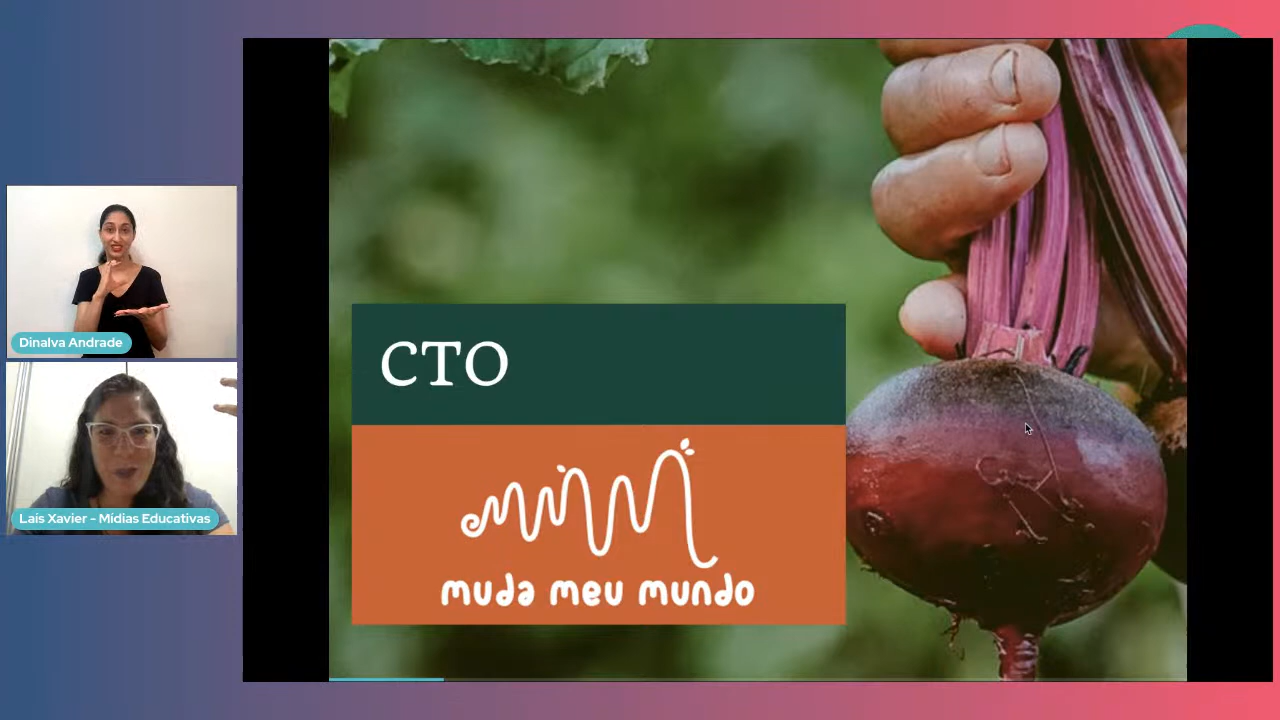 Dinalva Andrade
Laís Xavier - Mídias Educativas
CTO
muda meu mundo